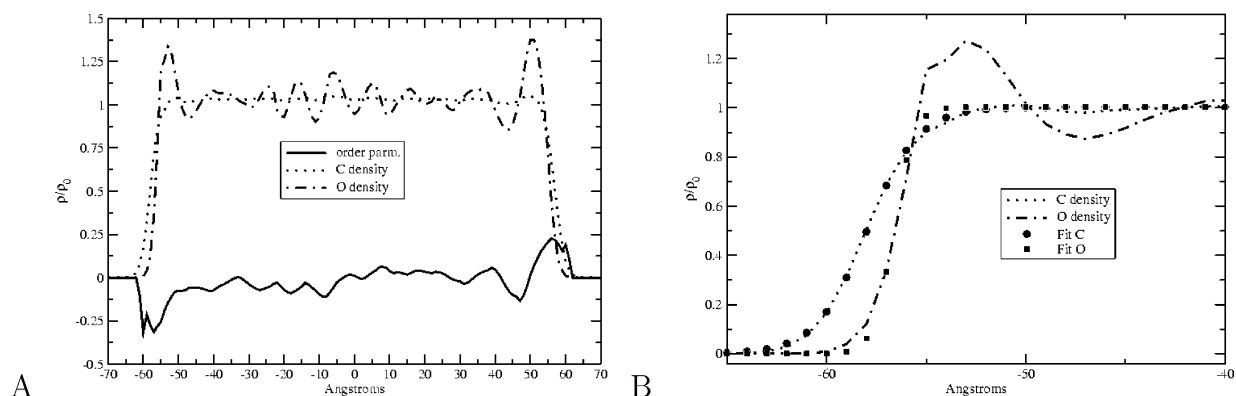 1.5
1.25
1
0.75
0.5
0.25
0
-0.25
-0.5
ρ/ρ0
order parm.
C density
O density
-70 -60 -50 -40 -30 -20 -10 0 10 20 30 40 50 60 70
Angstroms
A
1.2
1
0.8
0.6
0.4
0.2
0
ρ/ρ0
C density
O density
Fit C
Fit O
-60 -50 -40
Angstroms
B